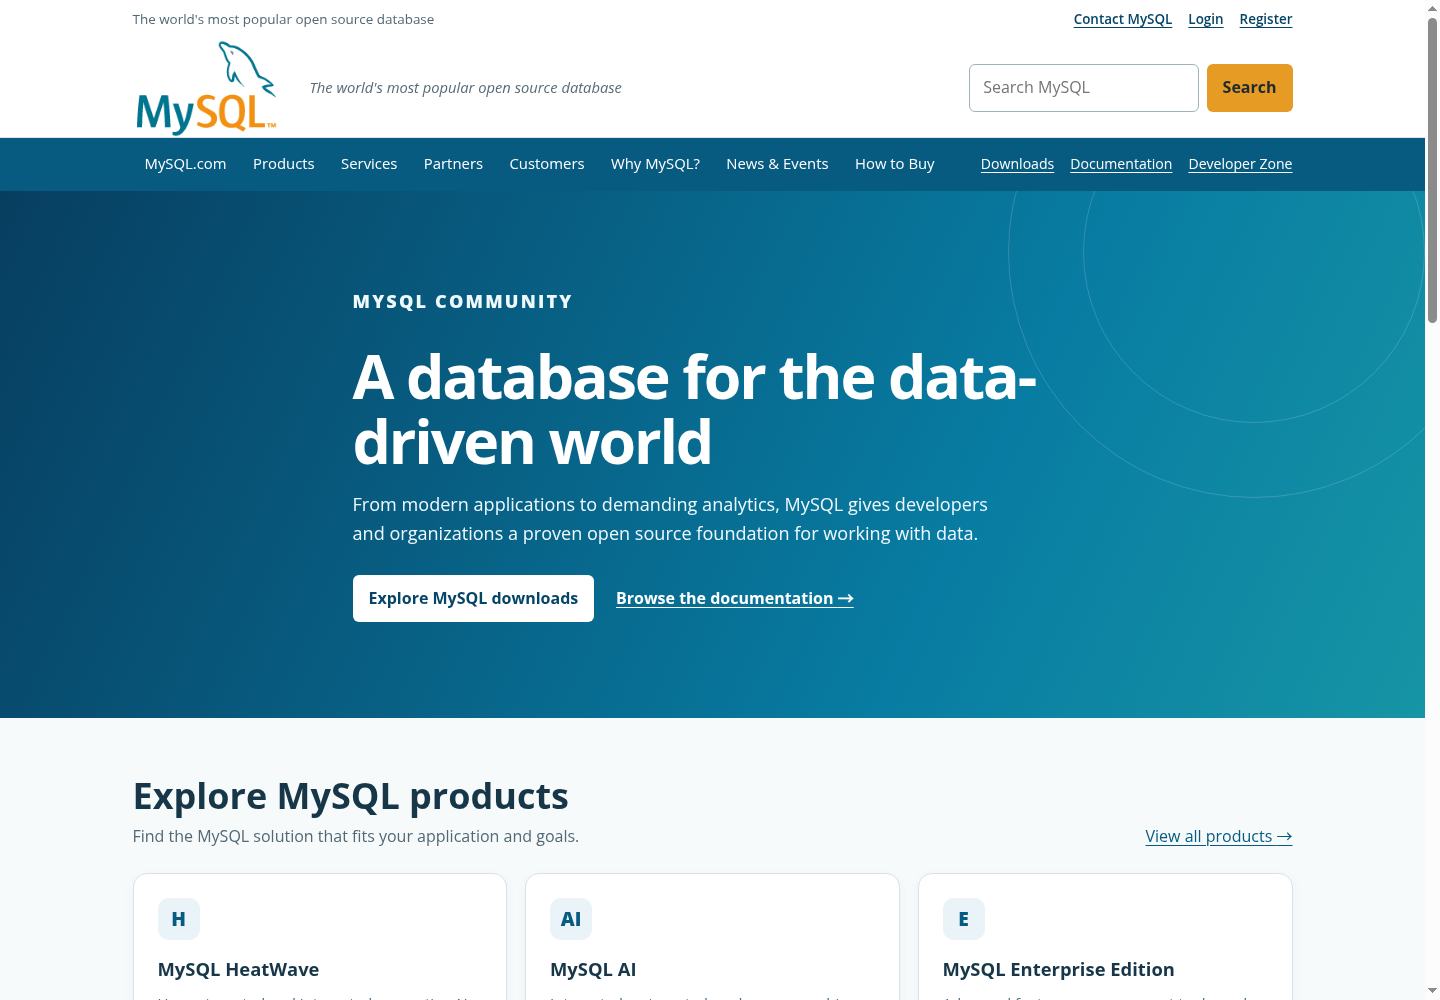 The world's most popular open source database
Contact MySQL Login Register
MySQL™
The world's most popular open source database
Search MySQL
Search
MySQL.com Products Services Partners Customers Why MySQL? News & Events How to Buy Downloads Documentation Developer Zone
MYSQL COMMUNITY
A database for the data-
driven world
From modern applications to demanding analytics, MySQL gives developers
and organizations a proven open source foundation for working with data.
Explore MySQL downloads Browse the documentation →
Explore MySQL products
Find the MySQL solution that fits your application and goals.
View all products →
H
MySQL HeatWave
AI
MySQL AI
E
MySQL Enterprise Edition